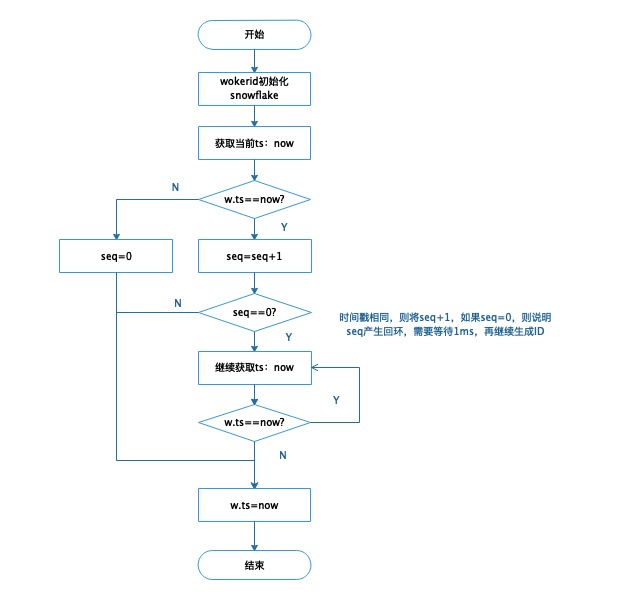 开始
wokerid初始化
snowflake
获取当前ts：now
w.ts==now?
N
Y
seq=0
seq=seq+1
seq==0?
N
Y
时间戳相同，则将seq+1，如果seq=0，则说明
seq产生回环，需要等待1ms，再继续生成ID
继续获取ts：now
Y
w.ts==now?
N
w.ts=now
结束